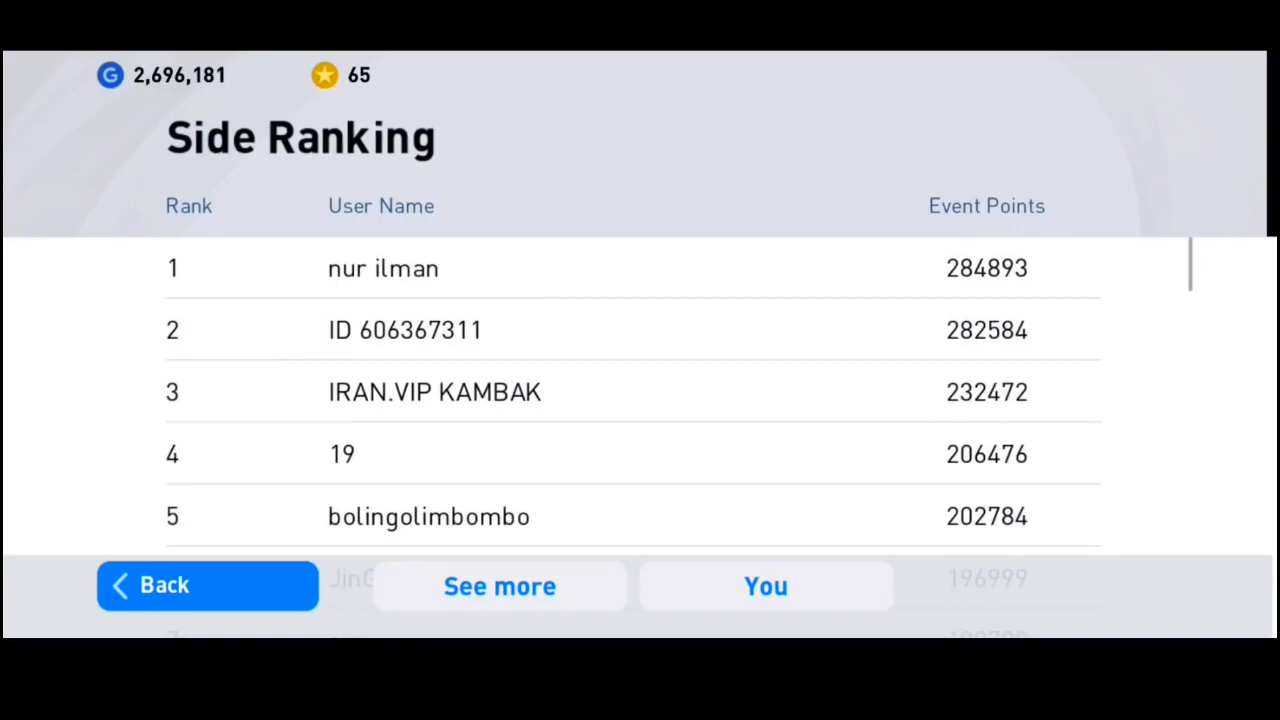 G 2,696,181 65
Side Ranking
Rank User Name Event Points
1 nur ilman 284893
2 ID 606367311 282584
3 IRAN.VIP KAMBAK 232472
4 19 206476
5 bolingolimbombo 202784
196999
Back See more You